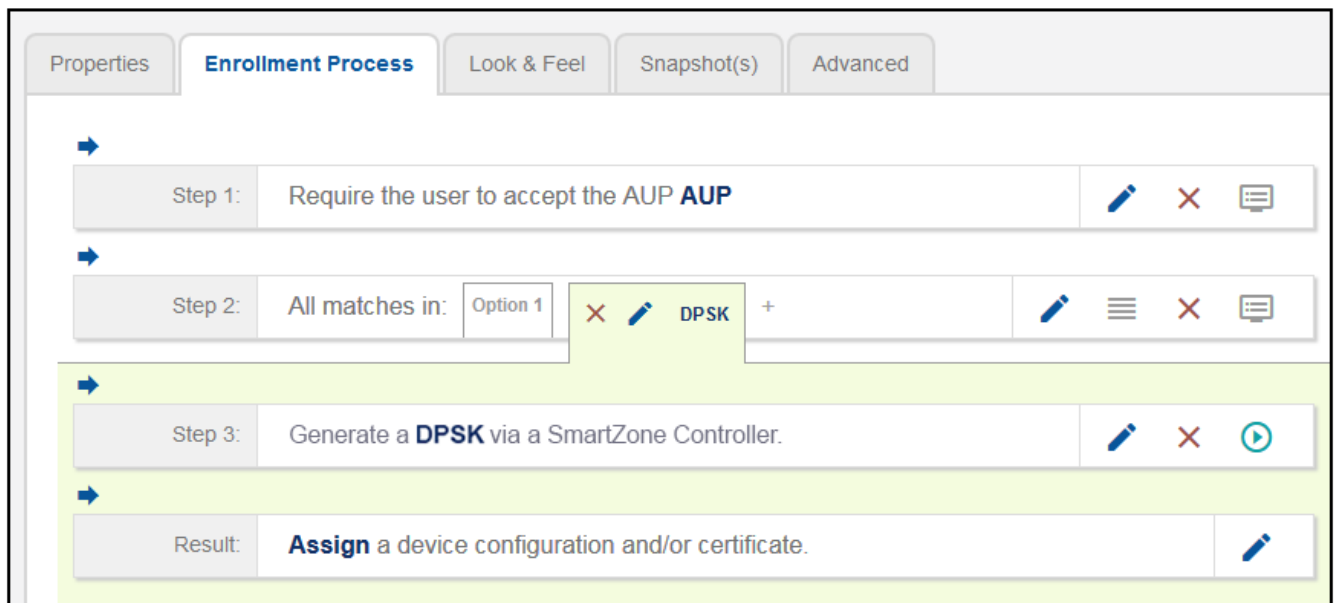 Properties Enrollment Process Look & Feel Snapshot(s) Advanced
Step 1: Require the user to accept the AUP AUP
Step 2: All matches in: Option 1 DPSK +
Step 3: Generate a DPSK via a SmartZone Controller.
Result: Assign a device configuration and/or certificate.